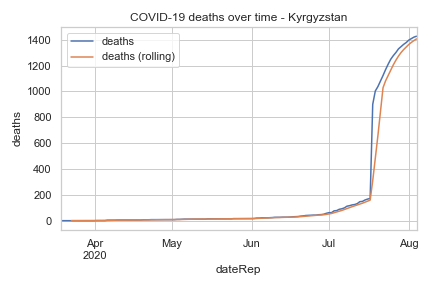 COVID-19 deaths over time - Kyrgyzstan
deaths
deaths (rolling)
deaths
1400
1200
1000
800
600
400
200
0
Apr May Jun Jul Aug
2020
dateRep